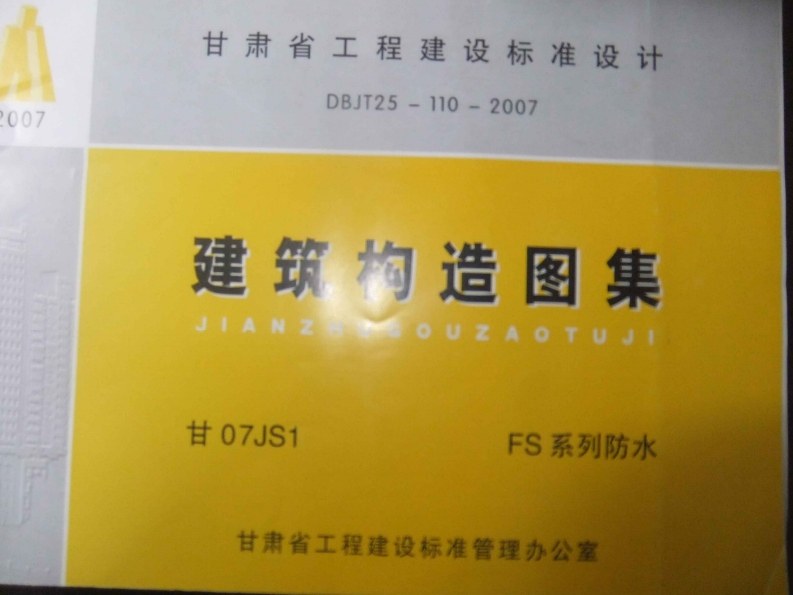 甘肃省工程建设标准设计
DBJT25 - 110 - 2007
2007
建筑构造图集
JIANZHUGOUZAOTUJI
甘 07JS1
FS 系列防水
甘肃省工程建设标准管理办公室